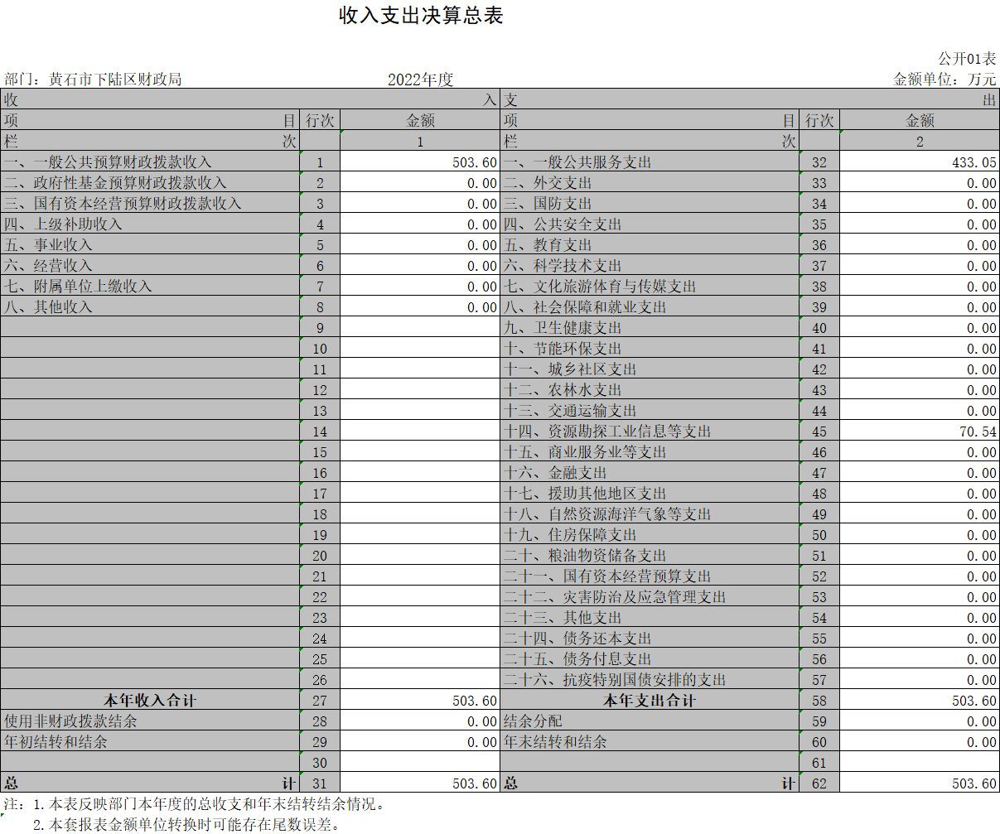 收入支出决算总表
公开01表
部门：黄石市下陆区财政局 2022年度 金额单位：万元
收 入 支 出
项 目 行次 金额 项 目 行次 金额
栏 次 1 栏 次 2
一、一般公共预算财政拨款收入 1 503.60 一、一般公共服务支出 32 433.05
二、政府性基金预算财政拨款收入 2 0.00 二、外交支出 33 0.00
三、国有资本经营预算财政拨款收入 3 0.00 三、国防支出 34 0.00
四、上级补助收入 4 0.00 四、公共安全支出 35 0.00
五、事业收入 5 0.00 五、教育支出 36 0.00
六、经营收入 6 0.00 六、科学技术支出 37 0.00
七、附属单位上缴收入 7 0.00 七、文化旅游体育与传媒支出 38 0.00
八、其他收入 8 0.00 八、社会保障和就业支出 39 0.00
9 九、卫生健康支出 40 0.00
10 十、节能环保支出 41 0.00
11 十一、城乡社区支出 42 0.00
12 十二、农林水支出 43 0.00
13 十三、交通运输支出 44 0.00
14 十四、资源勘探工业信息等支出 45 70.54
15 十五、商业服务业等支出 46 0.00
16 十六、金融支出 47 0.00
17 十七、援助其他地区支出 48 0.00
18 十八、自然资源海洋气象等支出 49 0.00
19 十九、住房保障支出 50 0.00
20 二十、粮油物资储备支出 51 0.00
21 二十一、国有资本经营预算支出 52 0.00
22 二十二、灾害防治及应急管理支出 53 0.00
23 二十三、其他支出 54 0.00
24 二十四、债务还本支出 55 0.00
25 二十五、债务付息支出 56 0.00
26 二十六、抗疫特别国债安排的支出 57 0.00
本年收入合计 27 503.60 本年支出合计 58 503.60
使用非财政拨款结余 28 0.00 结余分配 59 0.00
年初结转和结余 29 0.00 年末结转和结余 60 0.00
30 61
总 计 31 503.60 总 计 62 503.60
注：1.本表反映部门本年度的总收支和年末结转结余情况。
2.本套报表金额单位转换时可能存在尾数误差。